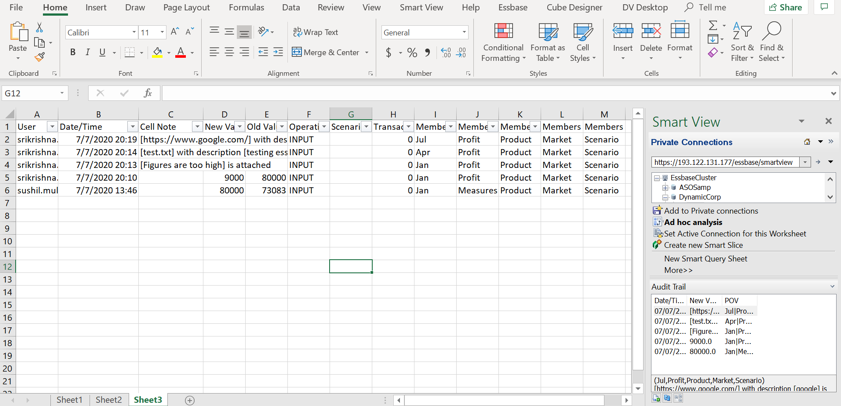 File Home Insert Draw Page Layout Formulas Data Review View Smart View Help Essbase Cube Designer DV Desktop Tell me Share
Paste Calibri 11 A A Wrap Text General Conditional Formatting Format as Table Cell Styles Insert Delete Format Sort & Filter Find & Select
B I U A Merge & Center $ % 9
Clipboard Font Alignment Number Styles Cells Editing
G12 fx
A B C D E F G H I J K L M
1 User Date/Time Cell Note New Va Old Val Operati Scenari Transac Membe Membe Membe Members Members
2 srikrishna. 7/7/2020 20:19 [https://www.google.com/] with des INPUT 0 Jul Profit Product Market Scenario
3 srikrishna. 7/7/2020 20:14 [test.txt] with description [testing ess INPUT 0 Apr Profit Product Market Scenario
4 srikrishna. 7/7/2020 20:13 [Figures are too high] is attached INPUT 0 Jan Profit Product Market Scenario
5 srikrishna. 7/7/2020 20:10 9000 80000 INPUT 0 Jan Profit Product Market Scenario
6 sushil.mul 7/7/2020 13:46 80000 73083 INPUT 0 Jan Measures Product Market Scenario
7
8
9
10
11
12
13
14
15
16
17
18
19
20
21
Sheet1 Sheet2 Sheet3
Smart View
Private Connections
https://193.122.131.177/essbase/smartview
EssbaseCluster
ASOSamp
DynamicCorp
Add to Private connections
Ad hoc analysis
Set Active Connection for this Worksheet
Create new Smart Slice
New Smart Query Sheet
More>>
Audit Trail
Date/Ti... New V... POV
07/07/2... [https:/... Jul|Pro...
07/07/2... [test.tx... Apr|Pr...
07/07/2... [Figure... Jan|Pr...
07/07/2... 9000.0 Jan|Pr...
07/07/2... 80000.0 Jan|Me...
(Jul,Profit,Product,Market,Scenario)
[https://www.google.com/] with description [google] is